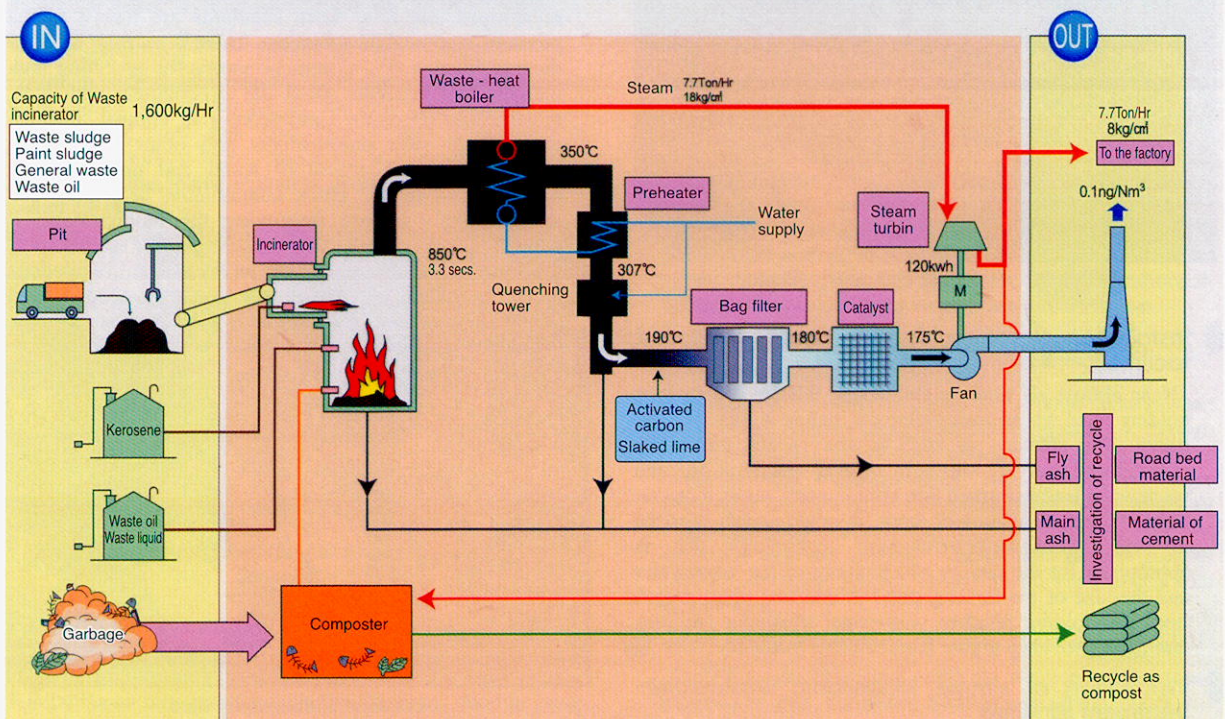 IN
OUT
Capacity of Waste
incinerator
1,600kg/Hr
Waste sludge
Paint sludge
General waste
Waste oil
Pit
Incinerator
Kerosene
Waste oil
Waste liquid
Garbage
Waste - heat
boiler
Steam
7.7Ton/Hr
18kg/c㎡
350℃
850℃
3.3 secs.
Preheater
Water
supply
307℃
Quenching
tower
190℃
Activated
carbon
Slaked lime
Bag filter
180℃
Catalyst
175℃
Steam
turbin
120kwh
M
Fan
Composter
7.7Ton/Hr
8kg/c㎡
To the factory
0.1ng/Nm³
Fly
ash
Main
ash
Investigation of recycle
Road bed
material
Material of
cement
Recycle as
compost